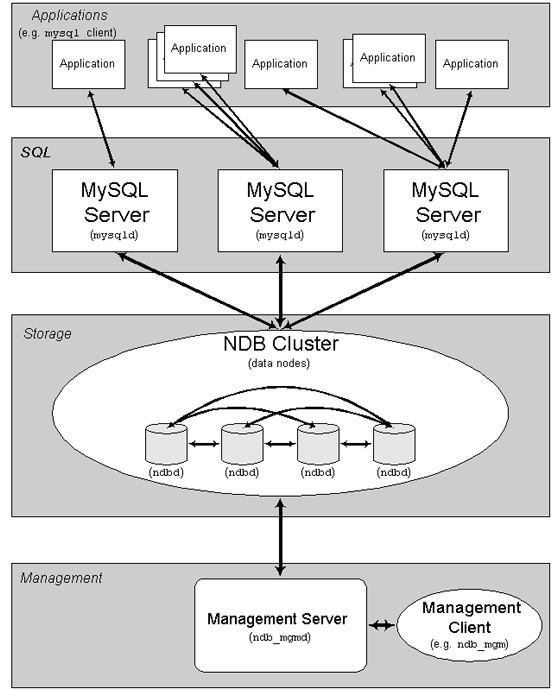 Applications
(e.g. mysql client)
Application
Application
Application
Application
Application
SQL
MySQL
Server
(mysqld)
MySQL
Server
(mysqld)
MySQL
Server
(mysqld)
Storage
NDB Cluster
(data nodes)
(ndbd)
(ndbd)
(ndbd)
(ndbd)
Management
Management Server
(ndb_mgmd)
Management
Client
(e.g. ndb_mgm)